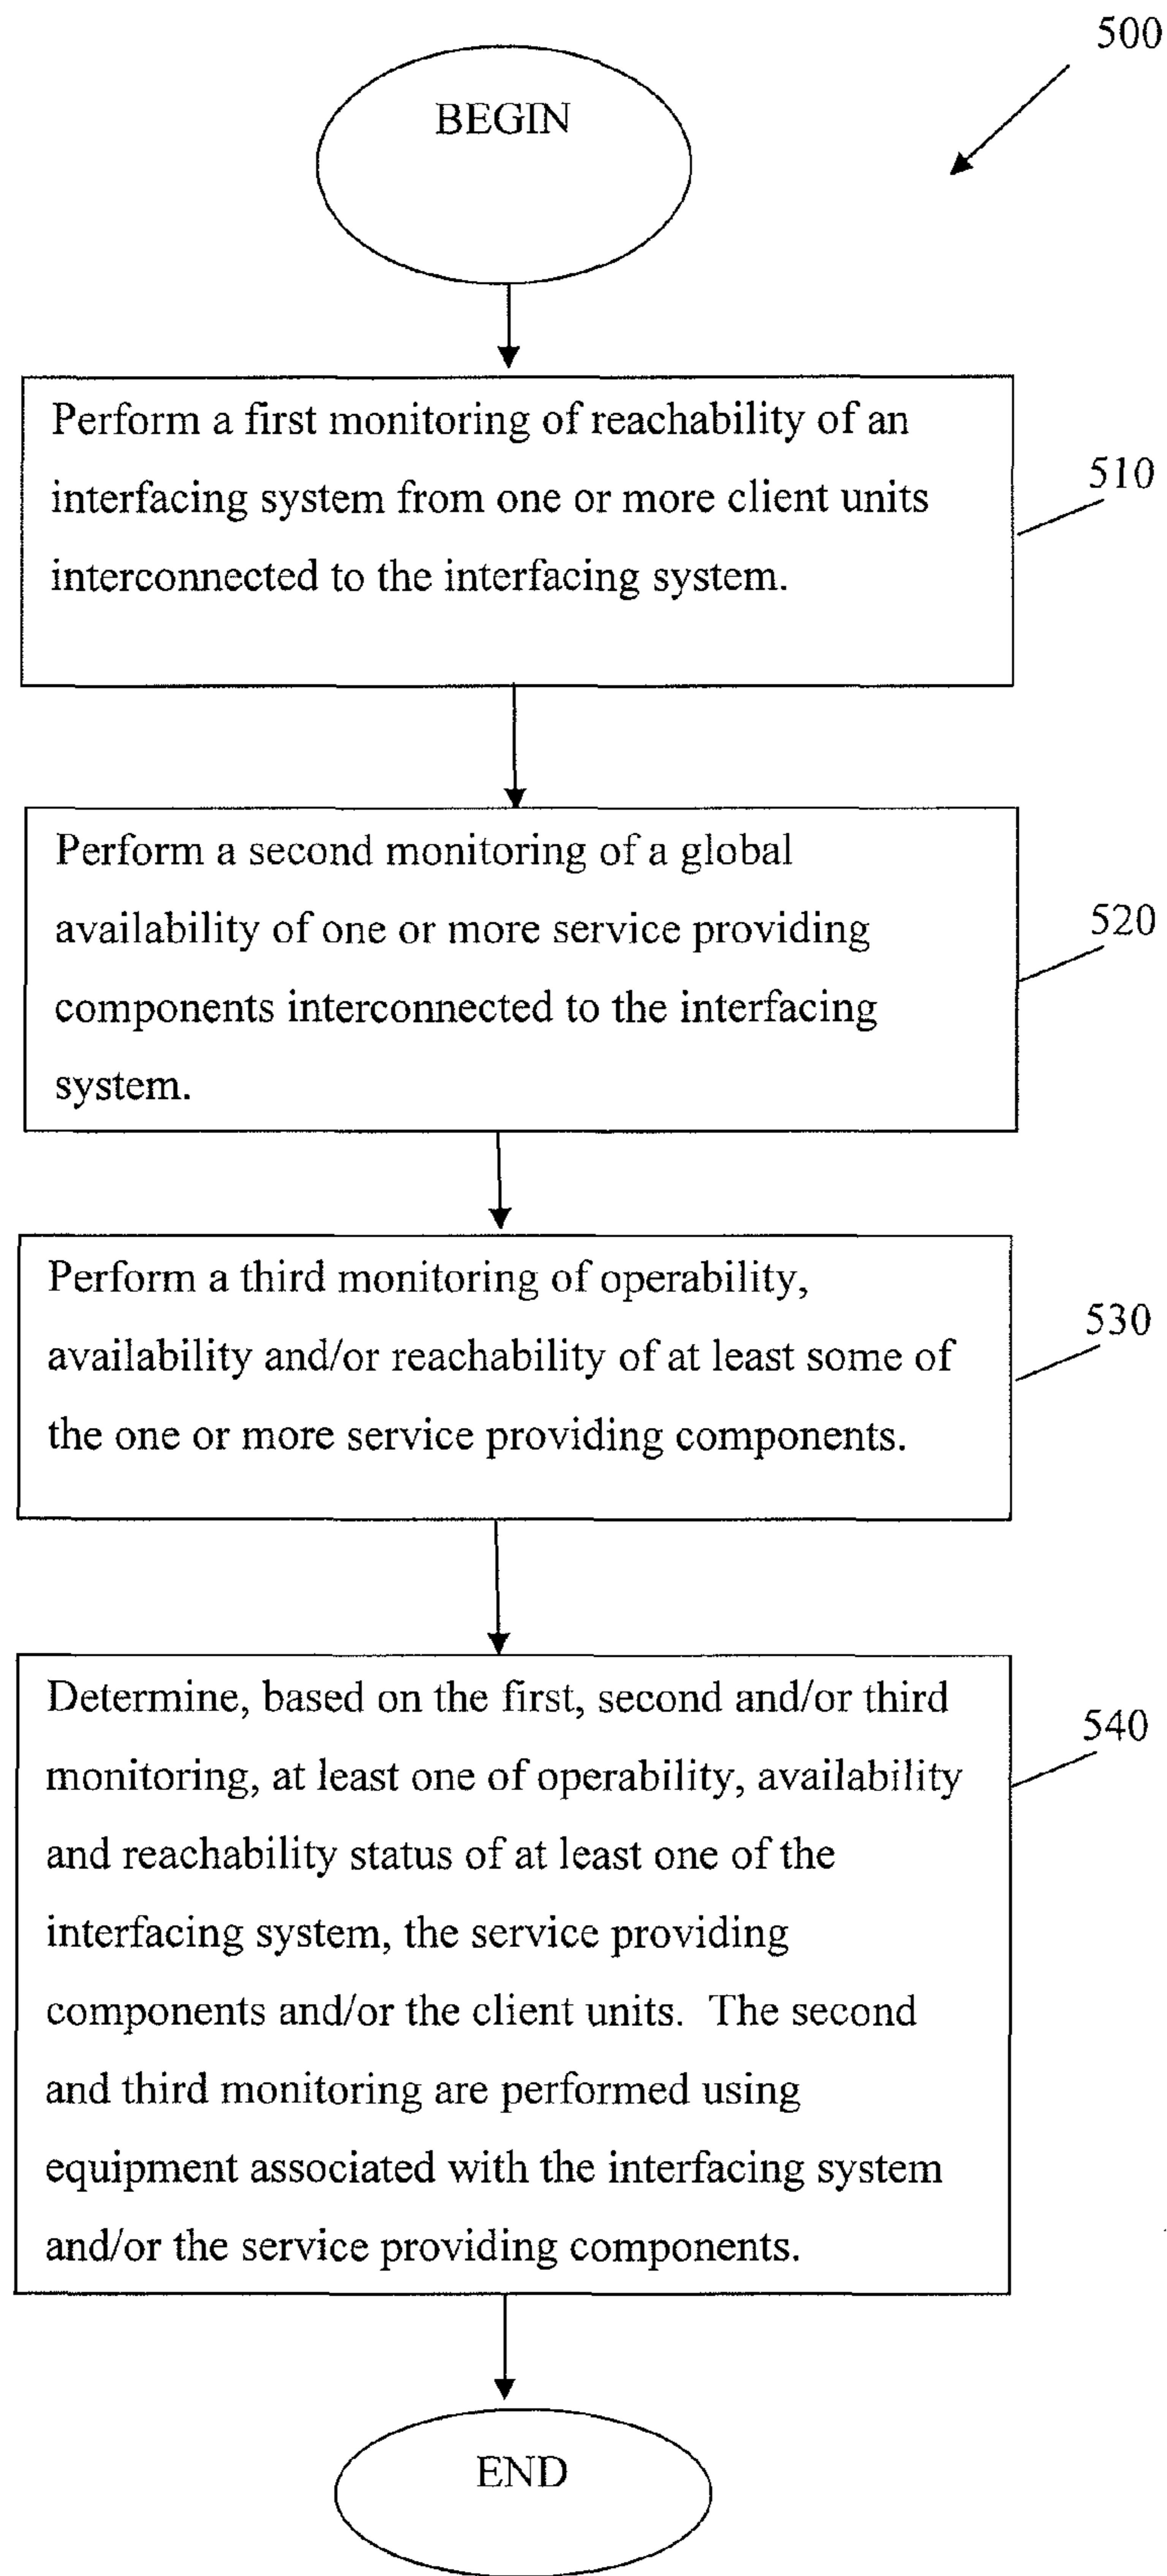 500
BEGIN
Perform a first monitoring of reachability of an
interfacing system from one or more client units
interconnected to the interfacing system.
510
Perform a second monitoring of a global
availability of one or more service providing
components interconnected to the interfacing
system.
520
Perform a third monitoring of operability,
availability and/or reachability of at least some of
the one or more service providing components.
530
Determine, based on the first, second and/or third
monitoring, at least one of operability, availability
and reachability status of at least one of the
interfacing system, the service providing
components and/or the client units.  The second
and third monitoring are performed using
equipment associated with the interfacing system
and/or the service providing components.
540
END